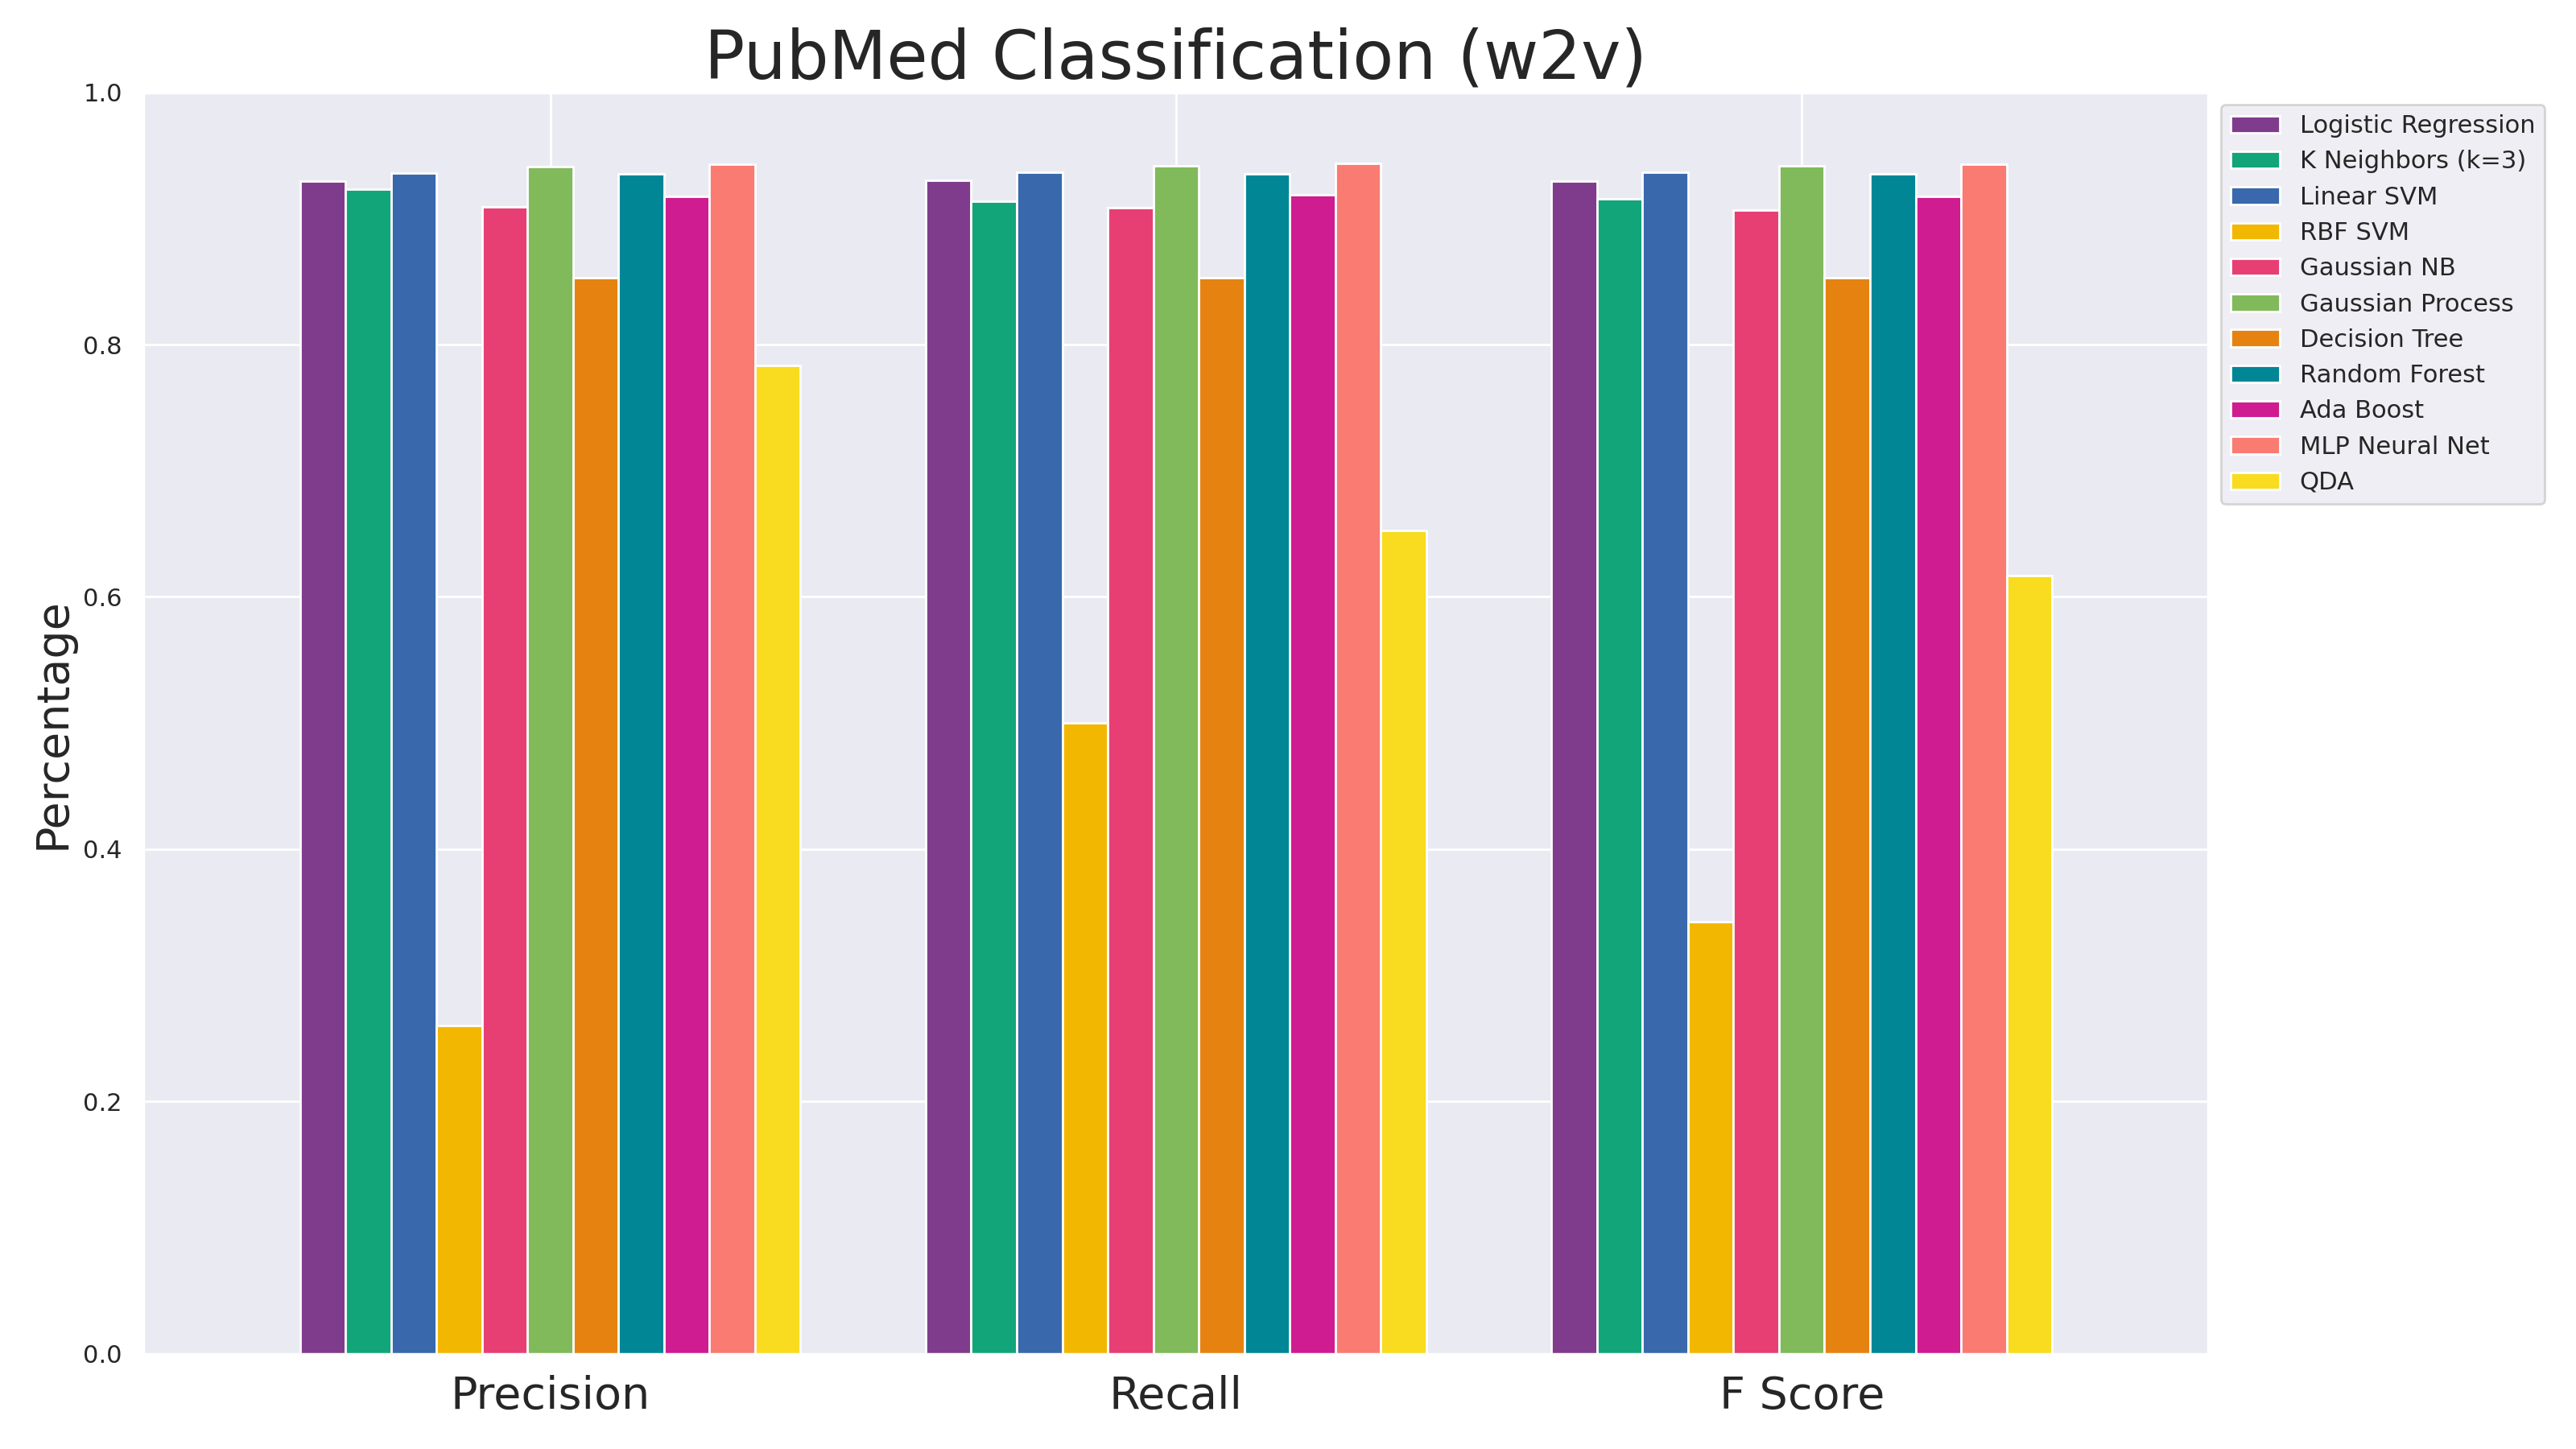 PubMed Classification (w2v)
Percentage
1.0
0.8
0.6
0.4
0.2
0.0
Precision
Recall
F Score
Logistic Regression
K Neighbors (k=3)
Linear SVM
RBF SVM
Gaussian NB
Gaussian Process
Decision Tree
Random Forest
Ada Boost
MLP Neural Net
QDA